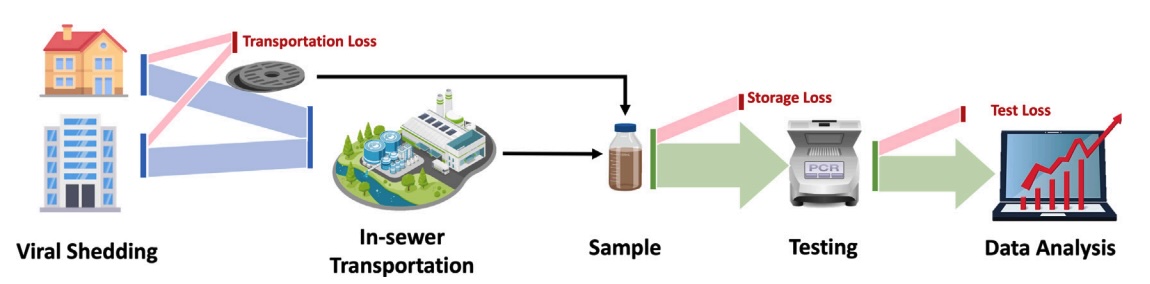 Transportation Loss
Storage Loss
Test Loss
PCR
Viral Shedding
In-sewer
Transportation
Sample
Testing
Data Analysis